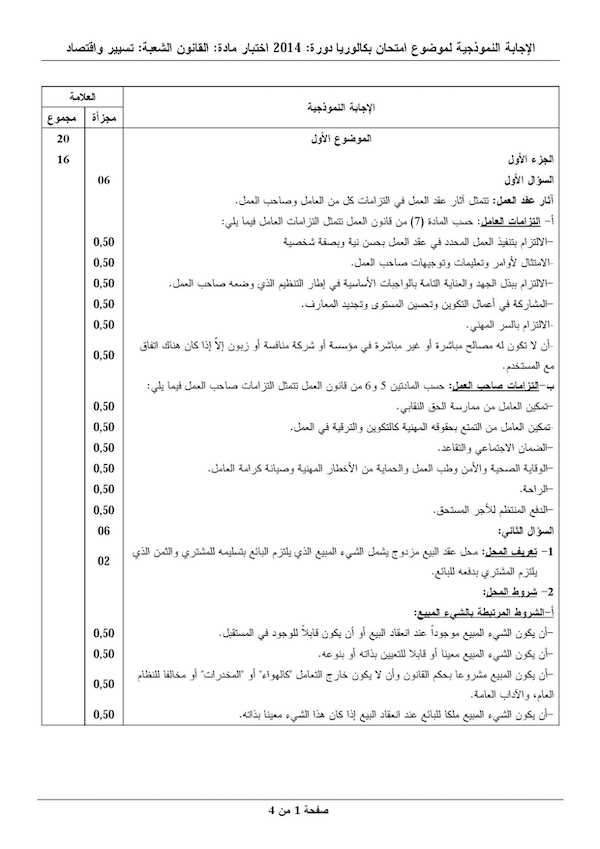 الإجابة النموذجية لموضوع امتحان بكالوريا دورة: 2014 اختبار مادة: القانون الشعبة: تسيير واقتصاد
العلامة
الإجابة النموذجية
مجموع مجزأة
20 الموضوع الأول
16 الجزء الأول
06 السؤال الأول
آثار عقد العمل: تتمثل آثار عقد العمل في التزامات كل من العامل وصاحب العمل.
أ- التزامات العامل: حسب المادة (7) من قانون العمل تتمثل التزامات العامل فيما يلي:
0,50 -الالتزام بتنفيذ العمل المحدد في عقد العمل بحسن نية وبصفة شخصية
0,50 -الامتثال لأوامر وتعليمات وتوجيهات صاحب العمل.
0,50 -الالتزام ببذل الجهد والعناية التامة بالواجبات الأساسية في إطار التنظيم الذي وضعه صاحب العمل.
0,50 -المشاركة في أعمال التكوين وتحسين المستوى وتجديد المعارف.
0,50 -الالتزام بالسر المهني.
0,50 -أن لا تكون له مصالح مباشرة أو غير مباشرة في مؤسسة أو شركة منافسة أو زبون إلاّ إذا كان هناك اتفاق
مع المستخدم.
ب-التزامات صاحب العمل: حسب المادتين 5 و6 من قانون العمل تتمثل التزامات صاحب العمل فيما يلي:
0,50 -تمكين العامل من ممارسة الحق النقابي.
0,50 -تمكين العامل من التمتع بحقوقه المهنية كالتكوين والترقية في العمل.
0,50 -الضمان الاجتماعي والتقاعد.
0,50 -الوقاية الصحية والأمن وطب العمل والحماية من الأخطار المهنية وصيانة كرامة العامل.
0,50 -الراحة.
0,50 -الدفع المنتظم للأجر المستحق.
06 السؤال الثاني:
02 1- تعريف المحل: محل عقد البيع مزدوج يشمل الشيء المبيع الذي يلتزم البائع بتسليمه للمشتري والثمن الذي
يلتزم المشتري بدفعه للبائع.
2- شروط المحل:
أ-الشروط المرتبطة بالشيء المبيع:
0,50 -أن يكون الشيء المبيع موجوداً عند انعقاد البيع أو أن يكون قابلاً للوجود في المستقبل.
0,50 -أن يكون الشيء المبيع معينا أو قابلا للتعيين بذاته أو بنوعه.
0,50 -أن يكون المبيع مشروعا بحكم القانون وأن لا يكون خارج التعامل "كالهواء" أو "المخدرات" أو مخالفا للنظام
العام، والآداب العامة.
0,50 -أن يكون الشيء المبيع ملكا للبائع عند انعقاد البيع إذا كان هذا الشيء معينا بذاته.
صفحة 1 من 4